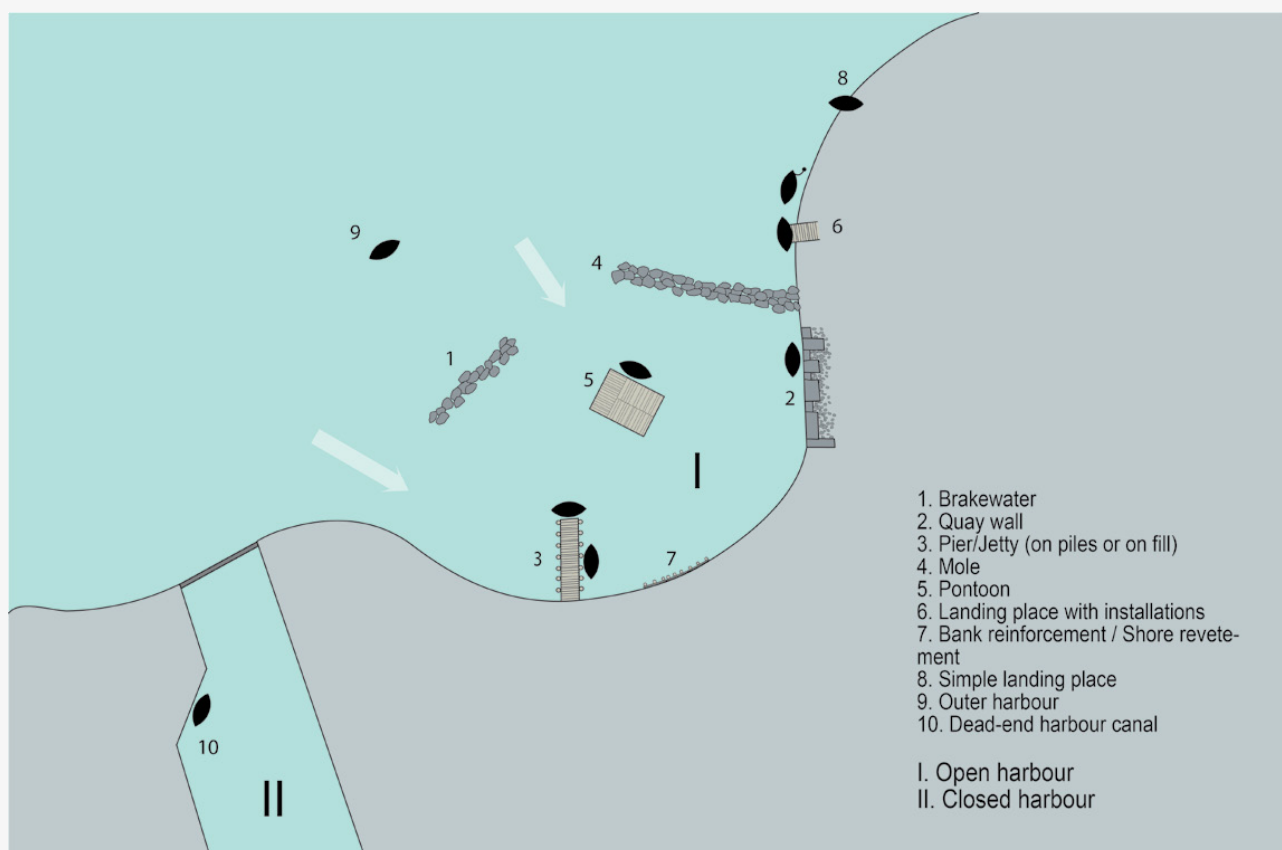 8
6
9
4
1
5
2
I
3
7
10
II
1. Brakewater
2. Quay wall
3. Pier/Jetty (on piles or on fill)
4. Mole
5. Pontoon
6. Landing place with installations
7. Bank reinforcement / Shore revete-
ment
8. Simple landing place
9. Outer harbour
10. Dead-end harbour canal
I. Open harbour
II. Closed harbour